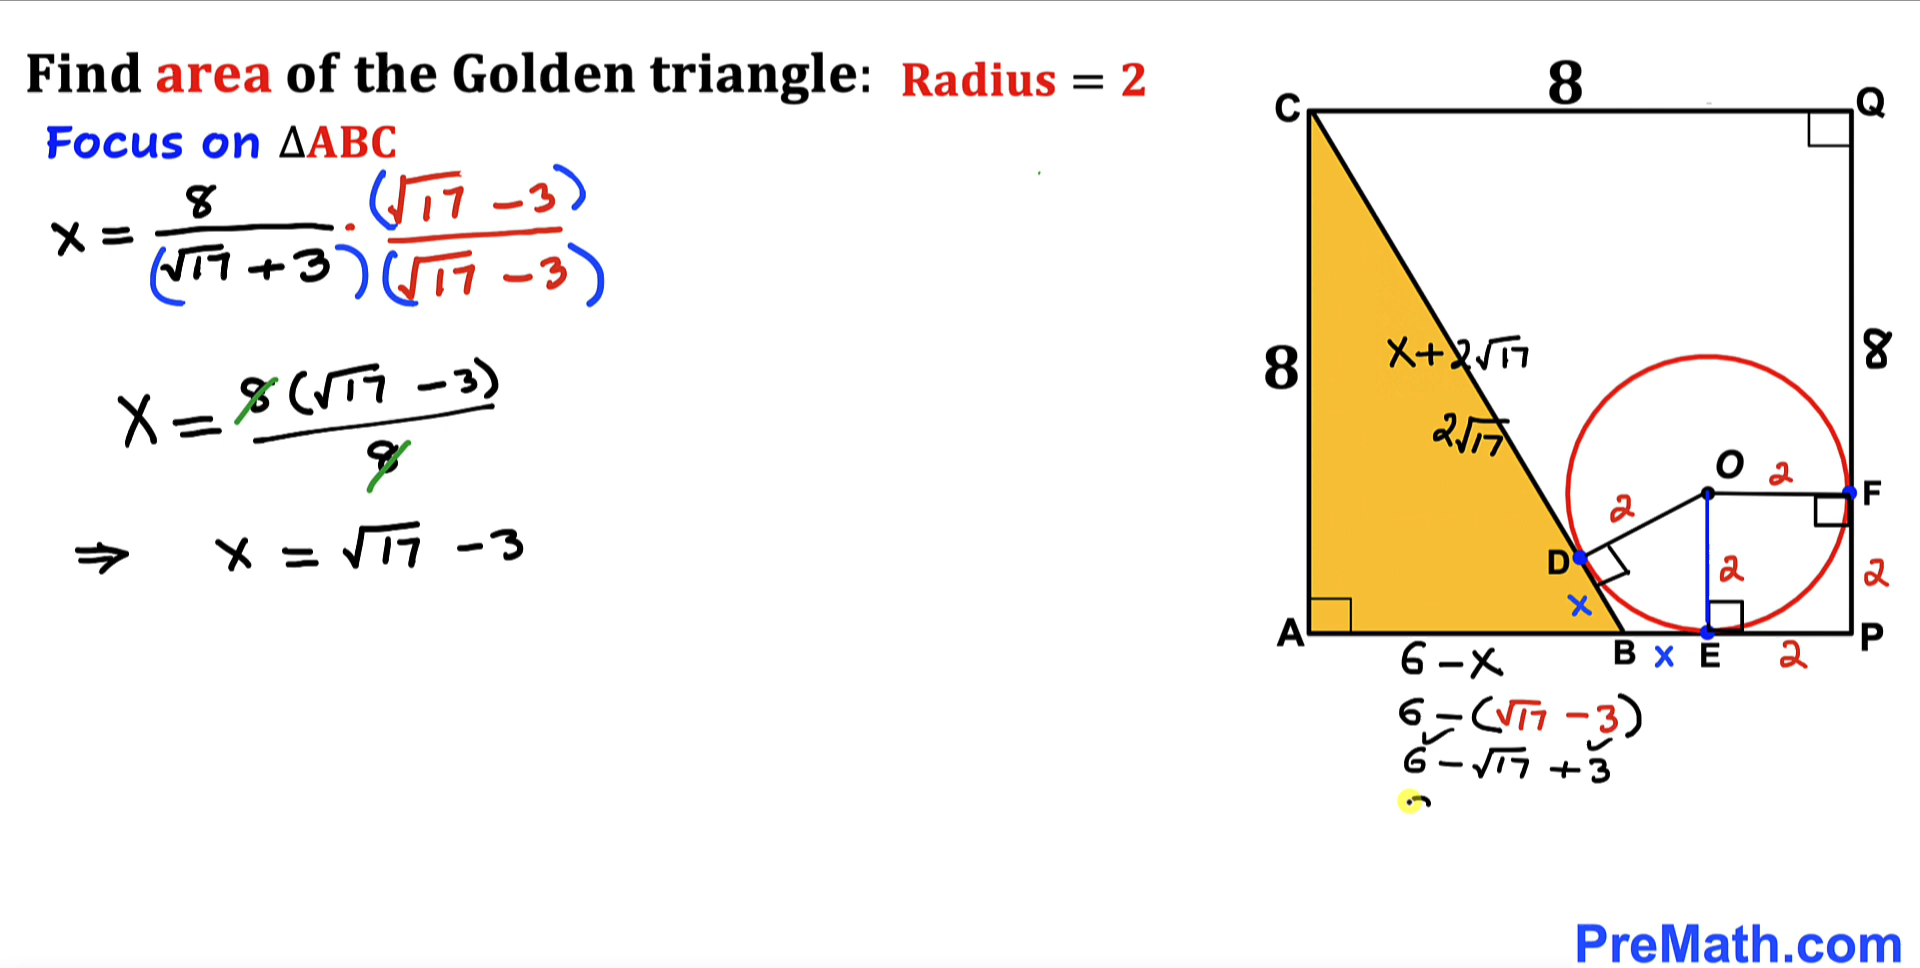 Find area of the Golden triangle: Radius = 2
Focus on ΔABC
x = 8/(√17 + 3) · (√17 - 3)/(√17 - 3)
x = 8(√17 - 3)/8
⇒ x = √17 - 3
8
C
Q
8
x + 2√17
8
2√17
O
2
F
2
D
2
2
x
A
B
x
E
2
P
6 - x
6 - (√17 - 3)
6 - √17 + 3
PreMath.com